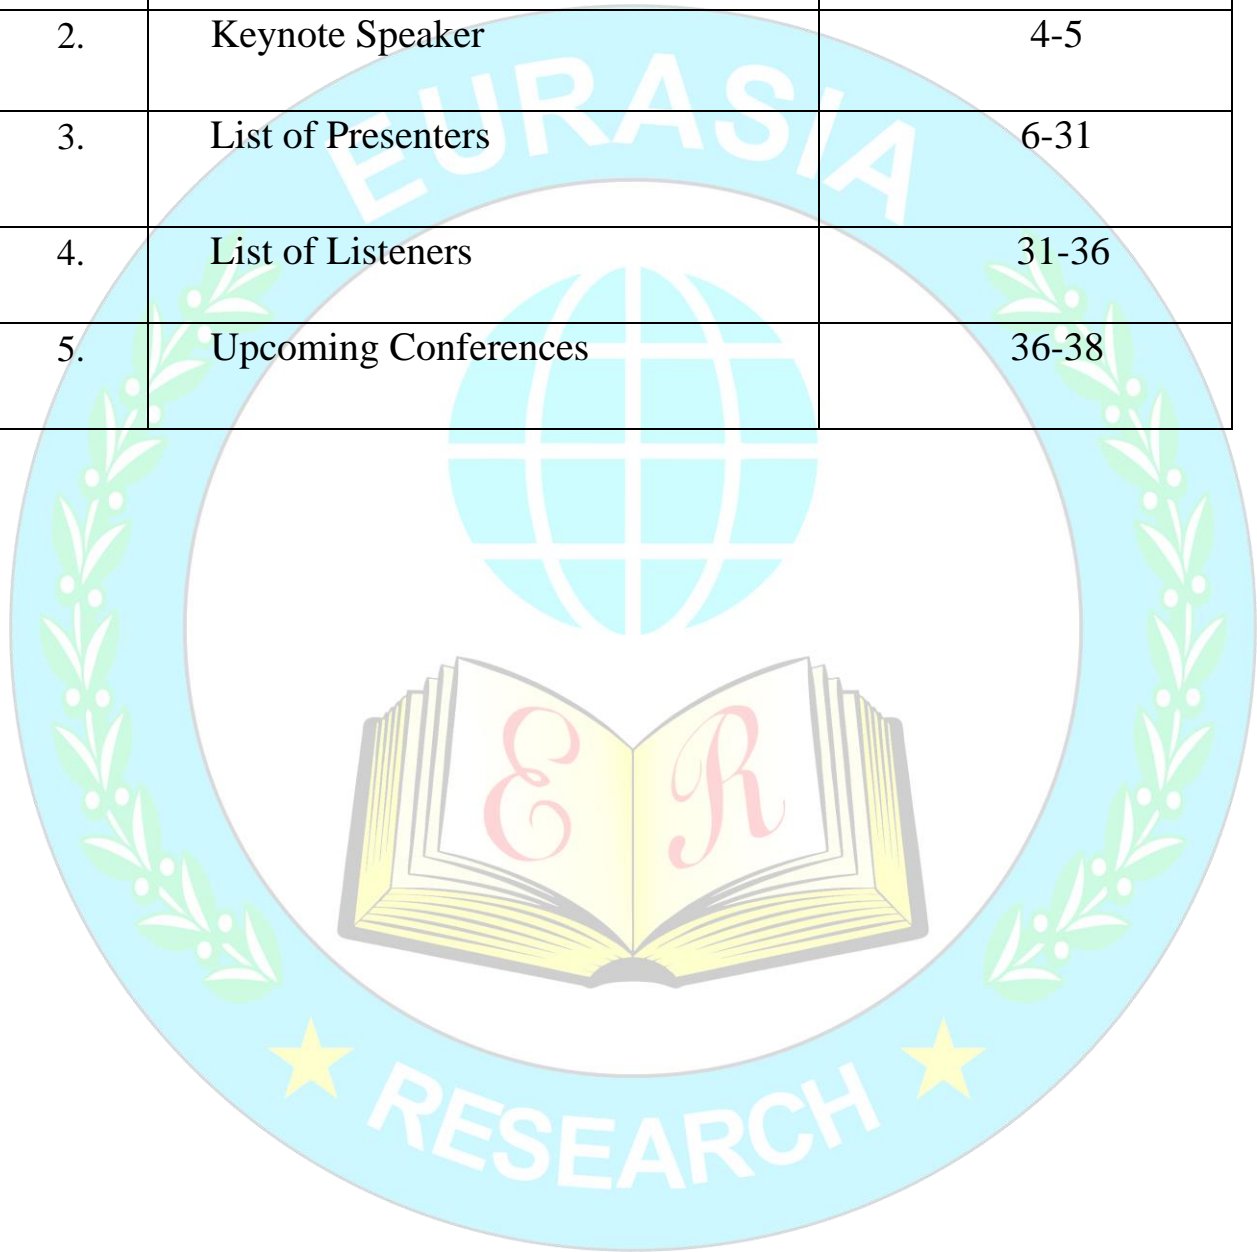 2. Keynote Speaker 4-5
3. List of Presenters 6-31
4. List of Listeners 31-36
5. Upcoming Conferences 36-38
EURASIA
E R
RESEARCH